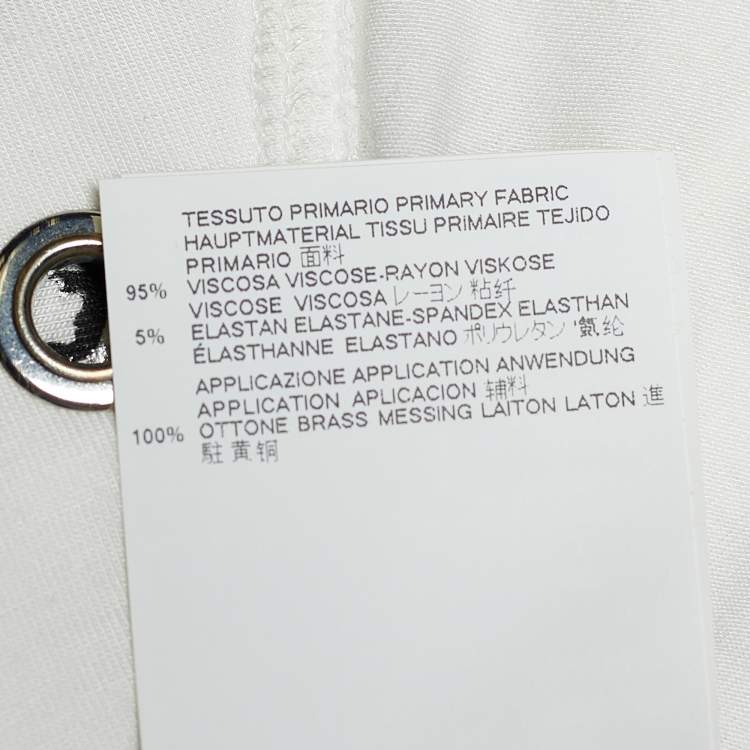 TESSUTO PRIMARIO PRIMARY FABRIC
HAUPTMATERIAL TISSU PRIMAIRE TEJIDO
PRIMARIO 面料
95% VISCOSA VISCOSE-RAYON VISKOSE
VISCOSE VISCOSA レーヨン 粘纤
5% ELASTAN ELASTANE-SPANDEX ELASTHAN
ÉLASTHANNE ELASTANO ポリウレタン '氨纶
APPLICAZIONE APPLICATION ANWENDUNG
APPLICATION APLICACION 辅料
100% OTTONE BRASS MESSING LAITON LATON 進
駐 黄铜